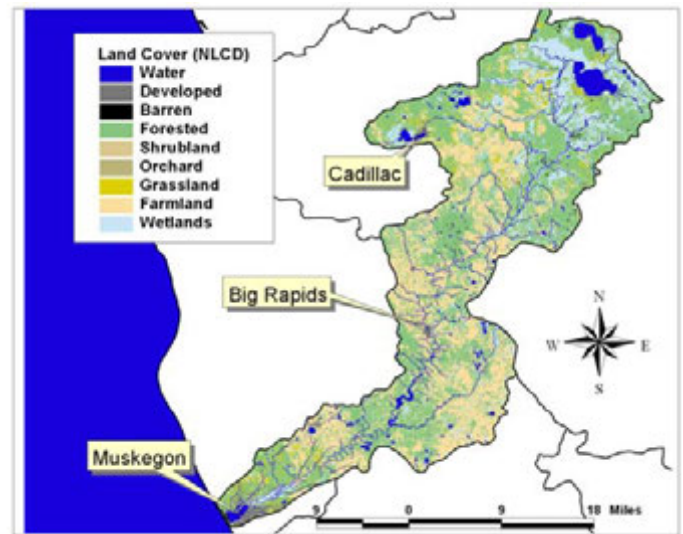 Land Cover (NLCD)
Water
Developed
Barren
Forested
Shrubland
Orchard
Grassland
Farmland
Wetlands
Cadillac
Big Rapids
N
W E
S
Muskegon
9 0 9 18 Miles